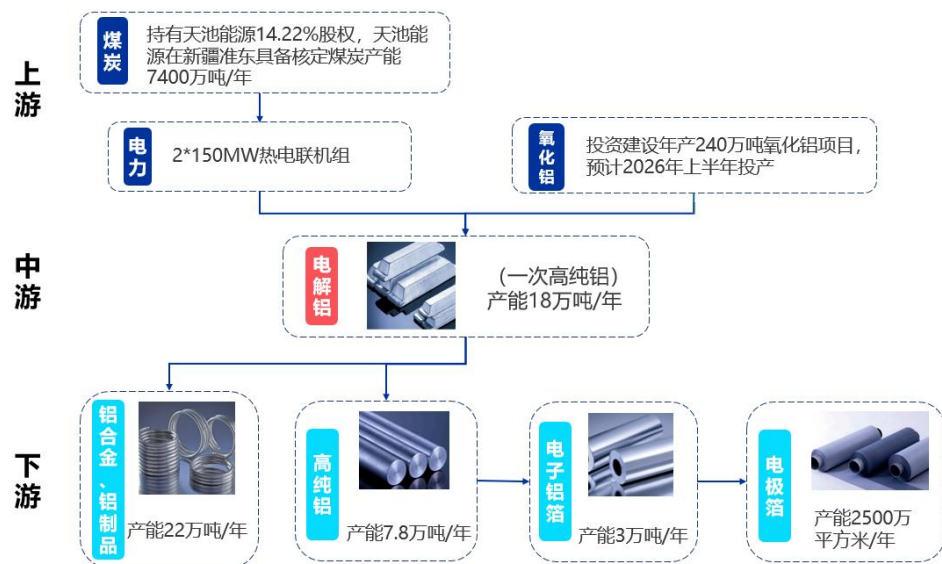 上游
煤炭
持有天池能源14.22%股权，天池能
源在新疆准东具备核定煤炭产能
7400万吨/年
电力
2*150MW热电联机组
氧化铝
投资建设年产240万吨氧化铝项目，
预计2026年上半年投产
中游
电解铝
（一次高纯铝）
产能18万吨/年
下游
铝合金、铝制品
产能22万吨/年
高纯铝
产能7.8万吨/年
电子铝箔
产能3万吨/年
电极箔
产能2500万
平方米/年